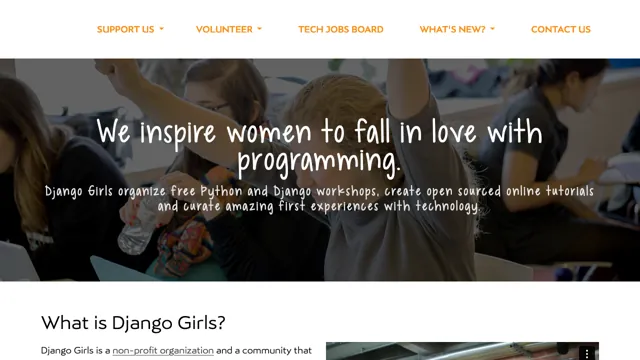 SUPPORT US
VOLUNTEER
TECH JOBS BOARD
WHAT'S NEW?
CONTACT US
We inspire women to fall in love with
programming.
Django Girls organize free Python and Django workshops, create open sourced online tutorials
and curate amazing first experiences with technology.
What is Django Girls?
Django Girls is a non-profit organization and a community that